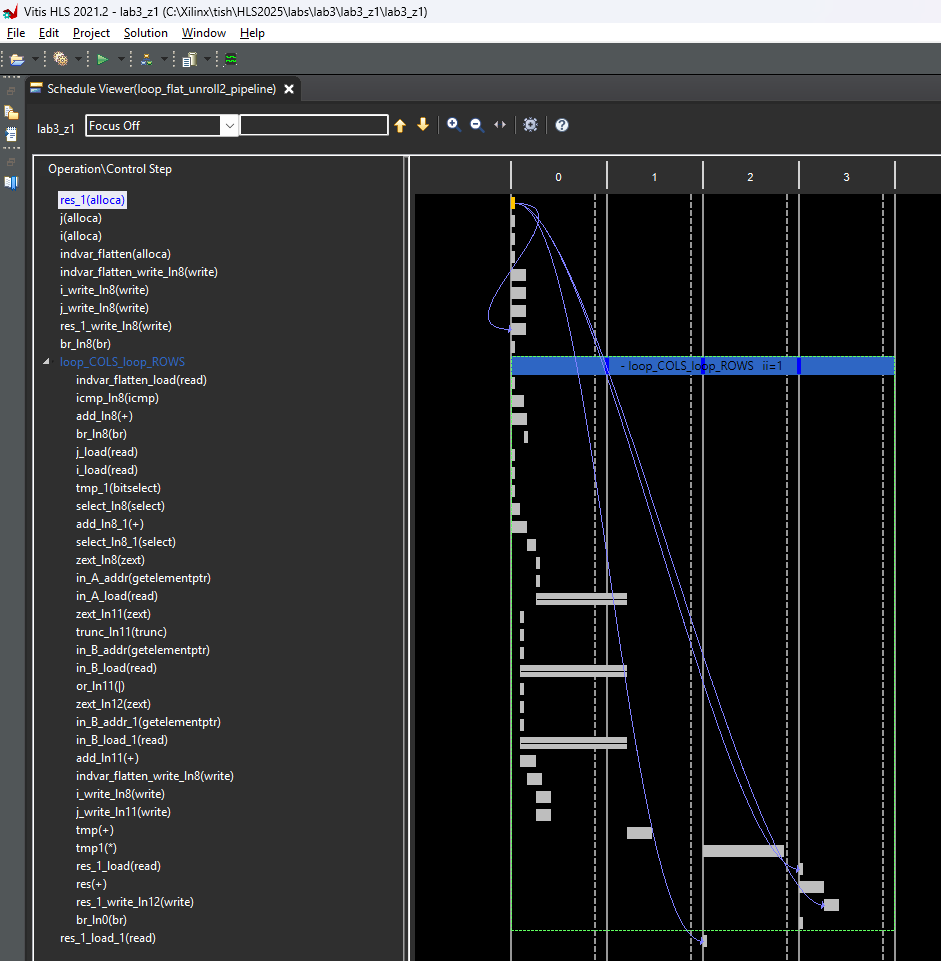 Vitis HLS 2021.2 - lab3_z1 (C:\Xilinx\tish\HLS2025\labs\lab3\lab3_z1\lab3_z1)
File Edit Project Solution Window Help
Schedule Viewer(loop_flat_unroll2_pipeline)
lab3_z1 Focus Off
Operation\Control Step 0 1 2 3
res_1(alloca)
j(alloca)
i(alloca)
indvar_flatten(alloca)
indvar_flatten_write_ln8(write)
i_write_ln8(write)
j_write_ln8(write)
res_1_write_ln8(write)
br_ln8(br)
loop_COLS_loop_ROWS - loop_COLS_loop_ROWS ii=1
indvar_flatten_load(read)
icmp_ln8(icmp)
add_ln8(+)
br_ln8(br)
j_load(read)
i_load(read)
tmp_1(bitselect)
select_ln8(select)
add_ln8_1(+)
select_ln8_1(select)
zext_ln8(zext)
in_A_addr(getelementptr)
in_A_load(read)
zext_ln11(zext)
trunc_ln11(trunc)
in_B_addr(getelementptr)
in_B_load(read)
or_ln11(|)
zext_ln12(zext)
in_B_addr_1(getelementptr)
in_B_load_1(read)
add_ln11(+)
indvar_flatten_write_ln8(write)
i_write_ln8(write)
j_write_ln11(write)
tmp(+)
tmp1(*)
res_1_load(read)
res(+)
res_1_write_ln12(write)
br_ln0(br)
res_1_load_1(read)